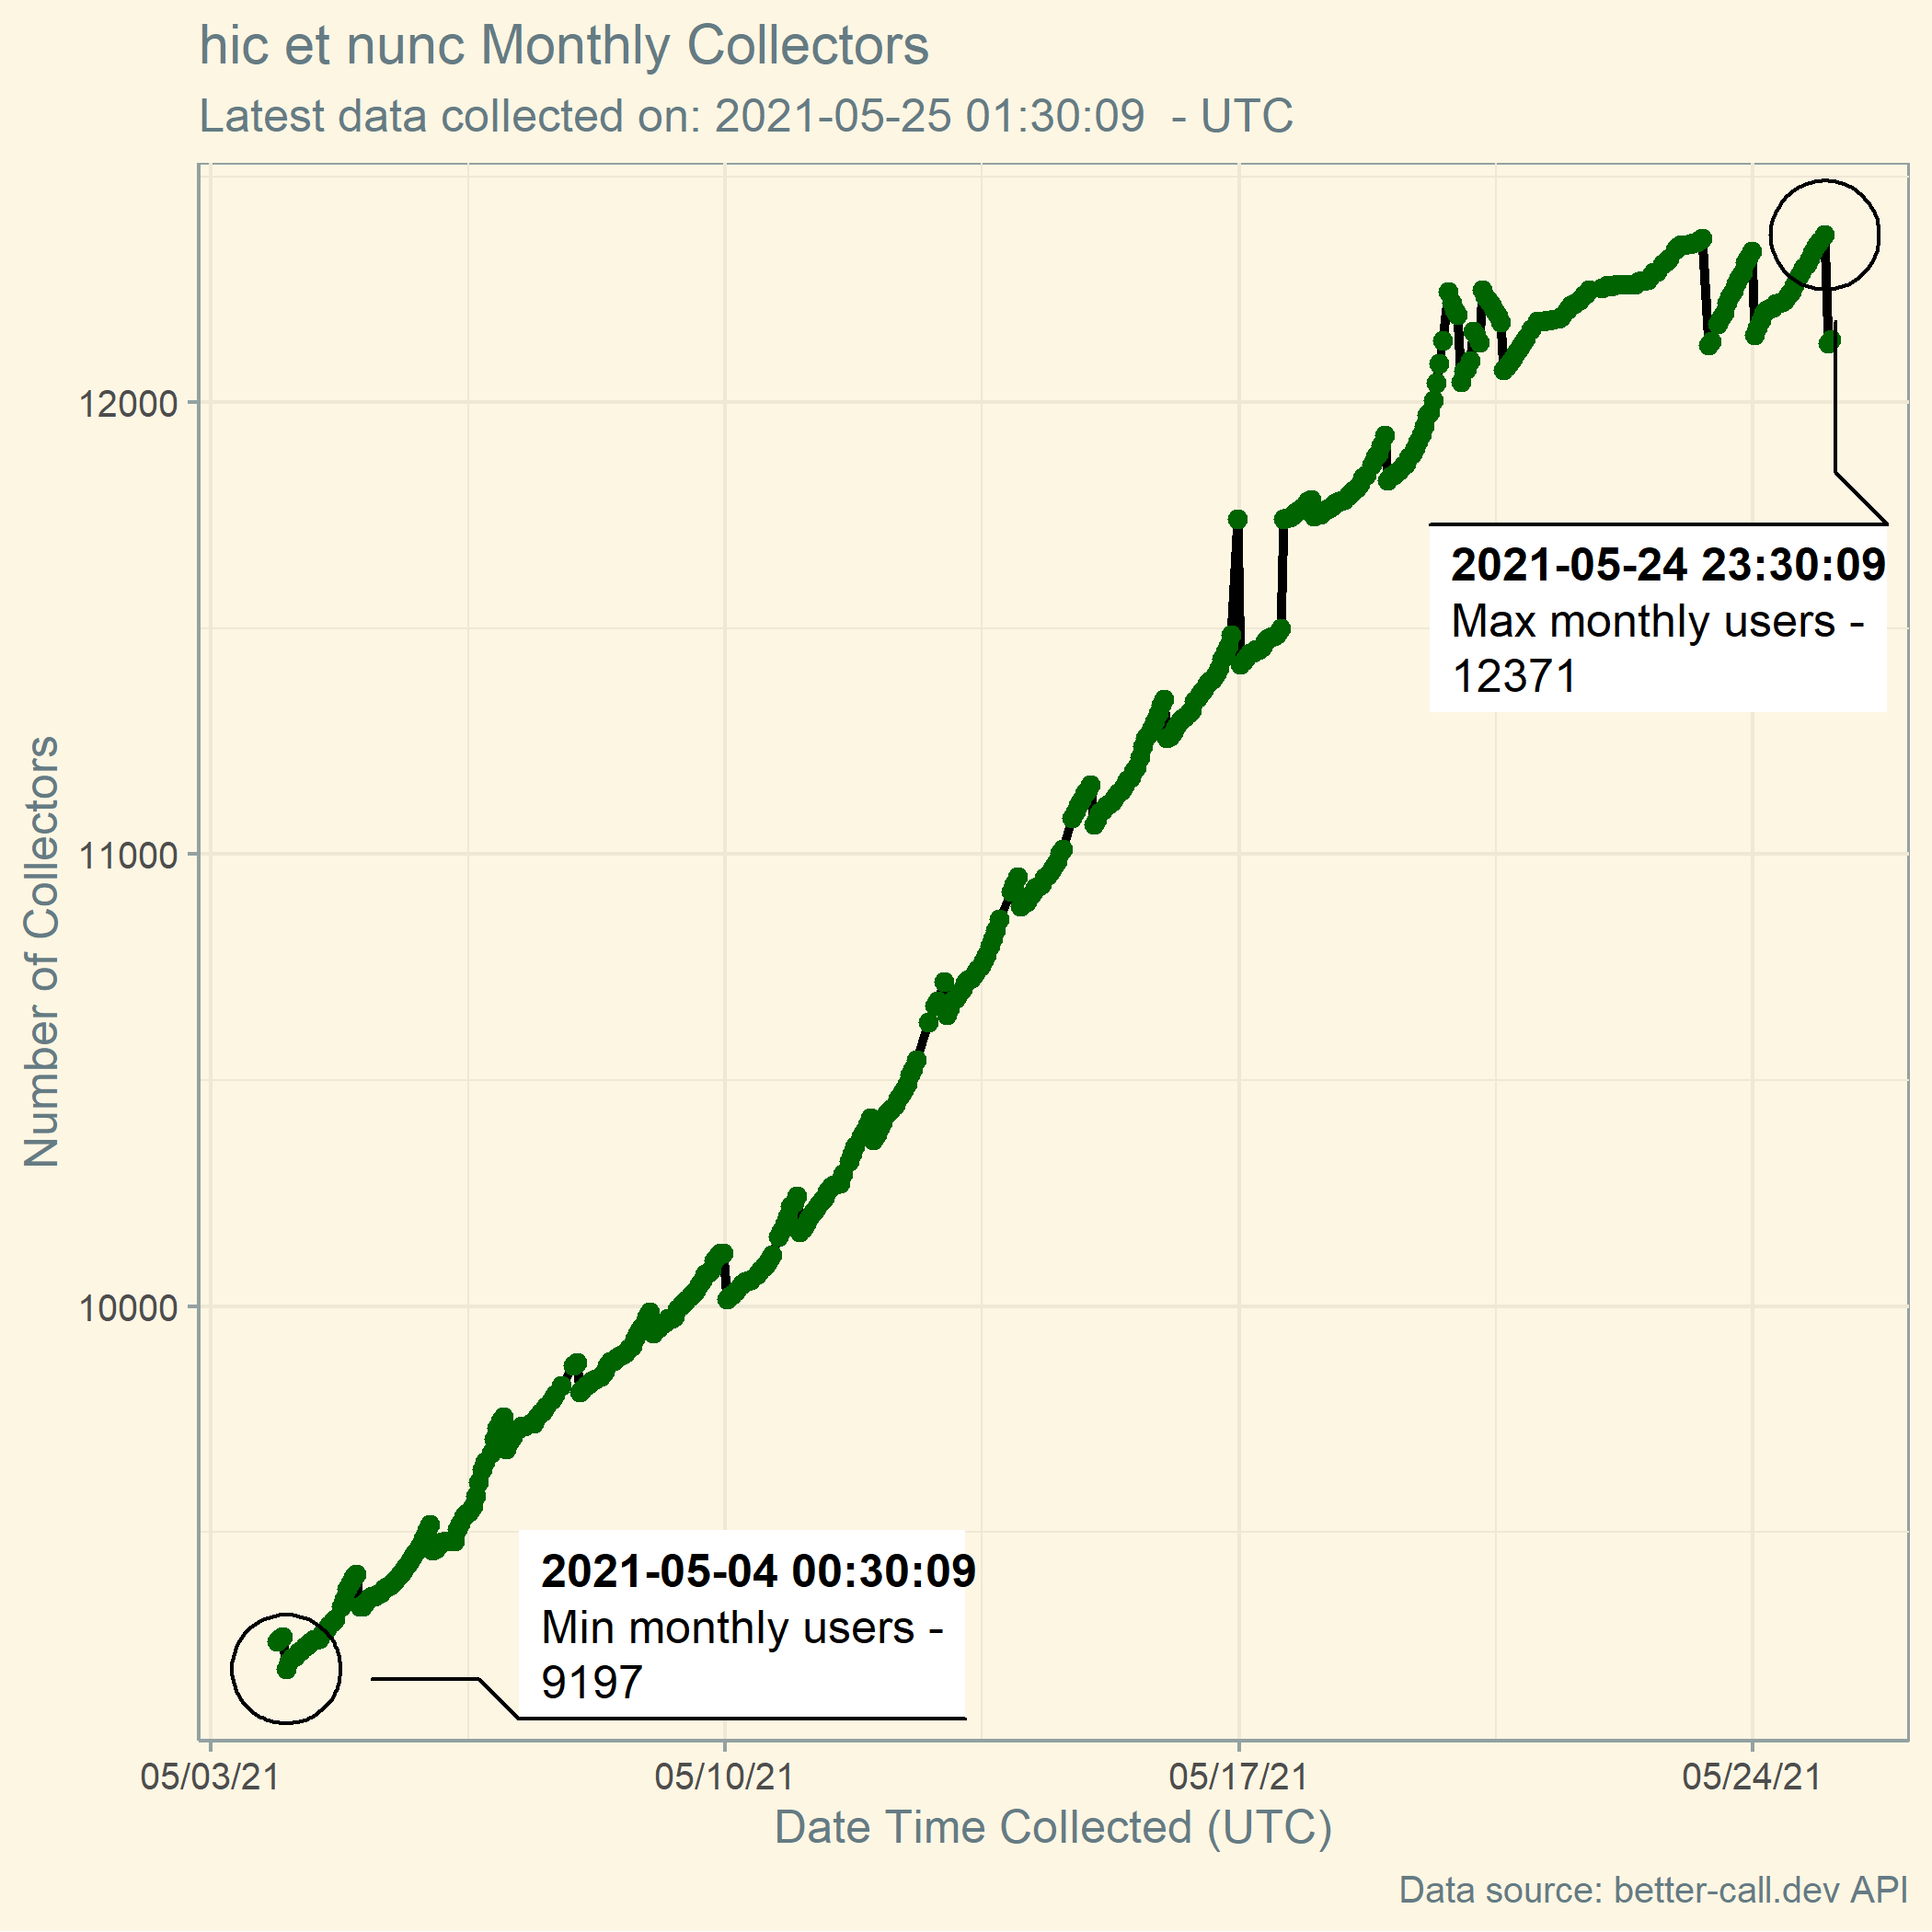 hic et nunc Monthly Collectors
Latest data collected on: 2021-05-25 01:30:09  - UTC
Number of Collectors
12000
11000
10000
2021-05-24 23:30:09
Max monthly users -
12371
2021-05-04 00:30:09
Min monthly users -
9197
05/03/21
05/10/21
05/17/21
05/24/21
Date Time Collected (UTC)
Data source: better-call.dev API